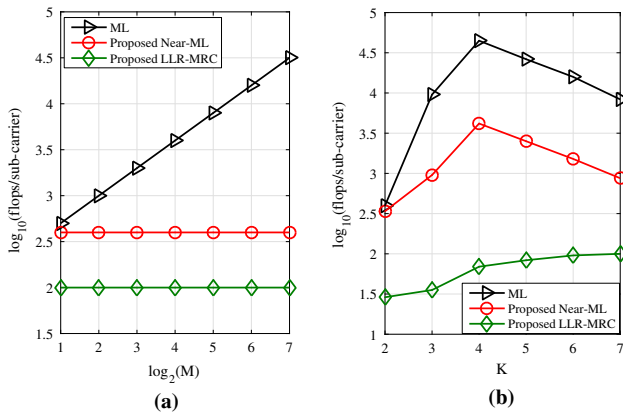 5
4.5
4
3.5
3
2.5
2
1.5
log10(flops/sub-carrier)
ML
Proposed Near-ML
Proposed LLR-MRC
1 2 3 4 5 6 7
log2(M)
(a)
5
4.5
4
3.5
3
2.5
2
1.5
1
log10(flops/sub-carrier)
ML
Proposed Near-ML
Proposed LLR-MRC
2 3 4 5 6 7
K
(b)